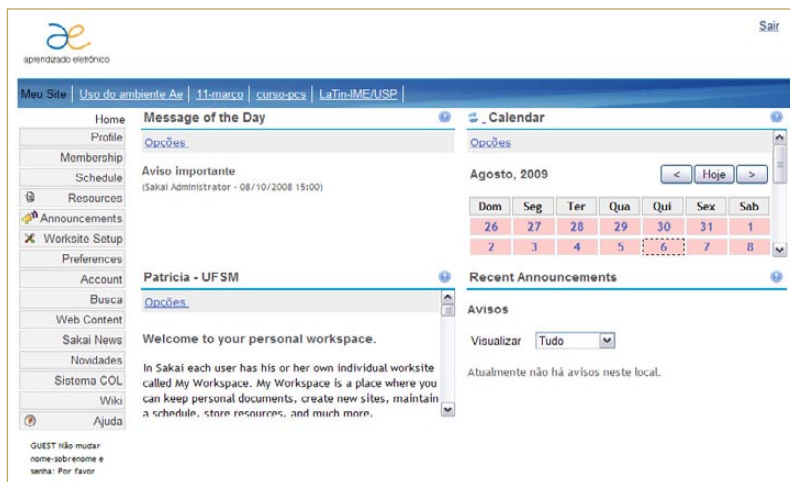 Sair
aprendizado eletrônico
Meu Site | Uso do ambiente Ae | 11-março | curso-pcs | LaTin-IME/USP |
Home
Profile
Membership
Schedule
Resources
Announcements
Worksite Setup
Preferences
Account
Busca
Web Content
Sakai News
Novidades
Sistema COL
Wiki
Ajuda
GUEST Não mudar
nome-sobrenome e
senha: Por favor
Message of the Day
Opções
Aviso importante
(Sakai Administrator - 08/10/2008 15:00)
Patricia - UFSM
Opções
Welcome to your personal workspace.
In Sakai each user has his or her own individual worksite
called My Workspace. My Workspace is a place where you
can keep personal documents, create new sites, maintain
a schedule, store resources, and much more.
Calendar
Opções
Agosto, 2009 < Hoje >
Dom Seg Ter Qua Qui Sex Sab
26 27 28 29 30 31 1
2 3 4 5 6 7 8
Recent Announcements
Avisos
Visualizar Tudo
Atualmente não há avisos neste local.